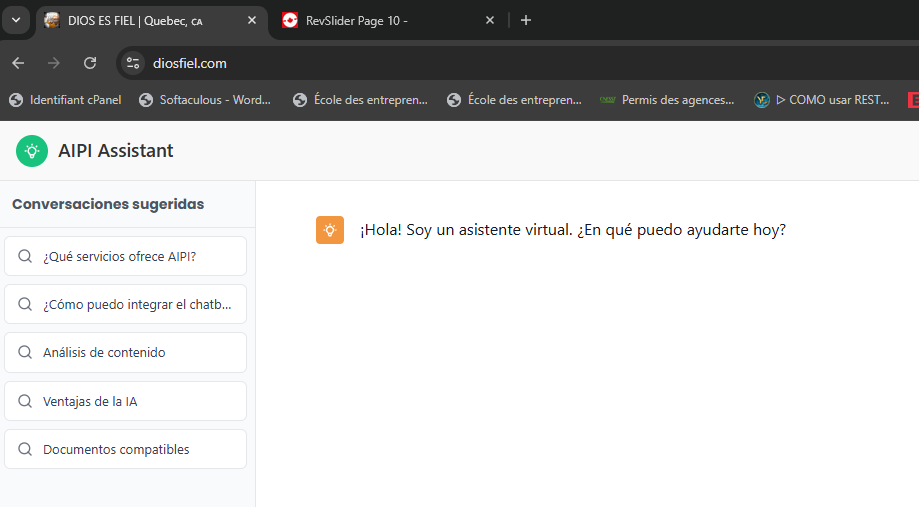 DIOS ES FIEL | Quebec, CA
RevSlider Page 10 -
diosfiel.com
Identifiant cPanel
Softaculous - Word...
École des entrepren...
École des entrepren...
Permis des agences...
▷ COMO usar REST...
AIPI Assistant
Conversaciones sugeridas
¡Hola! Soy un asistente virtual. ¿En qué puedo ayudarte hoy?
¿Qué servicios ofrece AIPI?
¿Cómo puedo integrar el chatb...
Análisis de contenido
Ventajas de la IA
Documentos compatibles